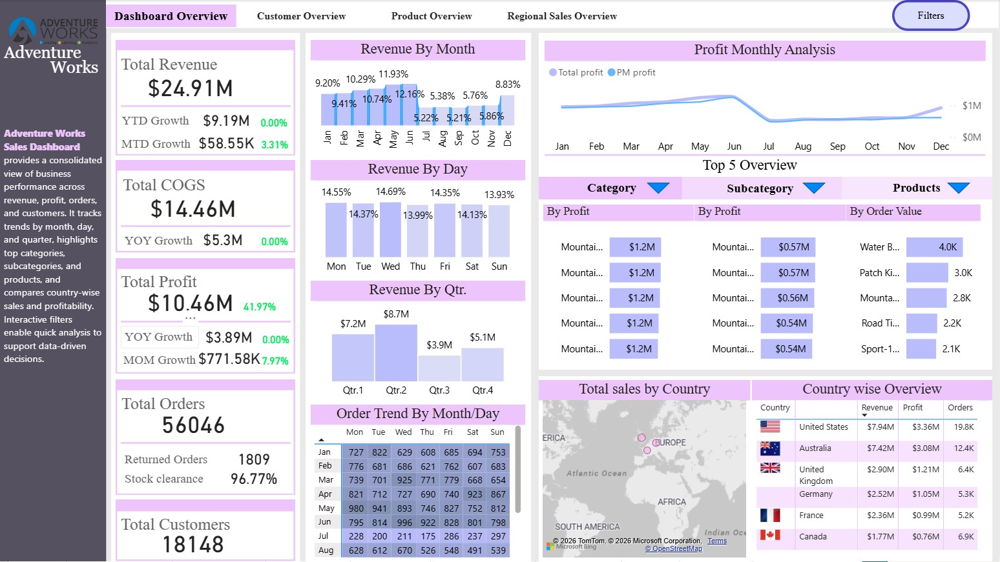 ADVENTURE
WORKS
Adventure
Works
Adventure Works
Sales Dashboard
provides a consolidated
view of business
performance across
revenue, profit, orders,
and customers. It tracks
trends by month, day,
and quarter, highlights
top categories,
subcategories, and
products, and
compares country-wise
sales and profitability.
Interactive filters
enable quick analysis to
support data-driven
decisions.
Dashboard Overview Customer Overview Product Overview Regional Sales Overview Filters
Total Revenue
$24.91M
YTD Growth $9.19M 0.00%
MTD Growth $58.55K 3.31%
Total COGS
$14.46M
YOY Growth $5.3M 0.00%
Total Profit
$10.46M 41.97%
...
YOY Growth $3.89M 0.00%
MOM Growth $771.58K 7.97%
Total Orders
56046
Returned Orders 1809
Stock clearance 96.77%
Total Customers
18148
Revenue By Month
9.20% 9.41% 10.29% 10.74% 11.93% 12.16% 5.22% 5.38% 5.21% 5.76% 5.86% 8.83%
Jan Feb Mar Apr May Jun Jul Aug Sep Oct Nov Dec
Revenue By Day
14.55% 14.37% 14.69% 13.99% 14.35% 14.13% 13.93%
Mon Tue Wed Thu Fri Sat Sun
Revenue By Qtr.
$7.2M $8.7M $3.9M $5.1M
Qtr.1 Qtr.2 Qtr.3 Qtr.4
Order Trend By Month/Day
Mon Tue Wed Thu Fri Sat Sun
Jan 727 822 629 608 685 694 753
Feb 776 681 686 621 762 607 683
Mar 739 701 925 771 779 668 654
Apr 821 712 727 690 740 923 867
May 980 941 893 746 827 752 812
Jun 795 814 996 922 828 801 798
Jul 228 200 211 175 286 237 297
Aug 628 612 670 526 548 491 539
Profit Monthly Analysis
Total profit PM profit
$1M
$0M
Jan Feb Mar Apr May Jun Jul Aug Sep Oct Nov Dec
Top 5 Overview
Category Subcategory Products
By Profit By Profit By Order Value
Mountai... $1.2M Mountai... $0.57M Water B... 4.0K
Mountai... $1.2M Mountai... $0.57M Patch Ki... 3.0K
Mountai... $1.2M Mountai... $0.56M Mounta... 2.8K
Mountai... $1.2M Mountai... $0.54M Road Ti... 2.2K
Mountai... $1.2M Mountai... $0.54M Sport-1... 2.1K
Total sales by Country
ERICA
EUROPE
Atlantic Ocean
AFRICA
SOUTH AMERICA
Indian Oce
© 2026 TomTom, © 2026 Microsoft Corporation, Terms
Microsoft Bing
© OpenStreetMap
Country wise Overview
Country Revenue Profit Orders
United States $7.94M $3.36M 19.8K
Australia $7.42M $3.08M 12.4K
United $2.90M $1.21M 6.4K
Kingdom
Germany $2.52M $1.05M 5.3K
France $2.36M $0.99M 5.2K
Canada $1.77M $0.76M 6.9K